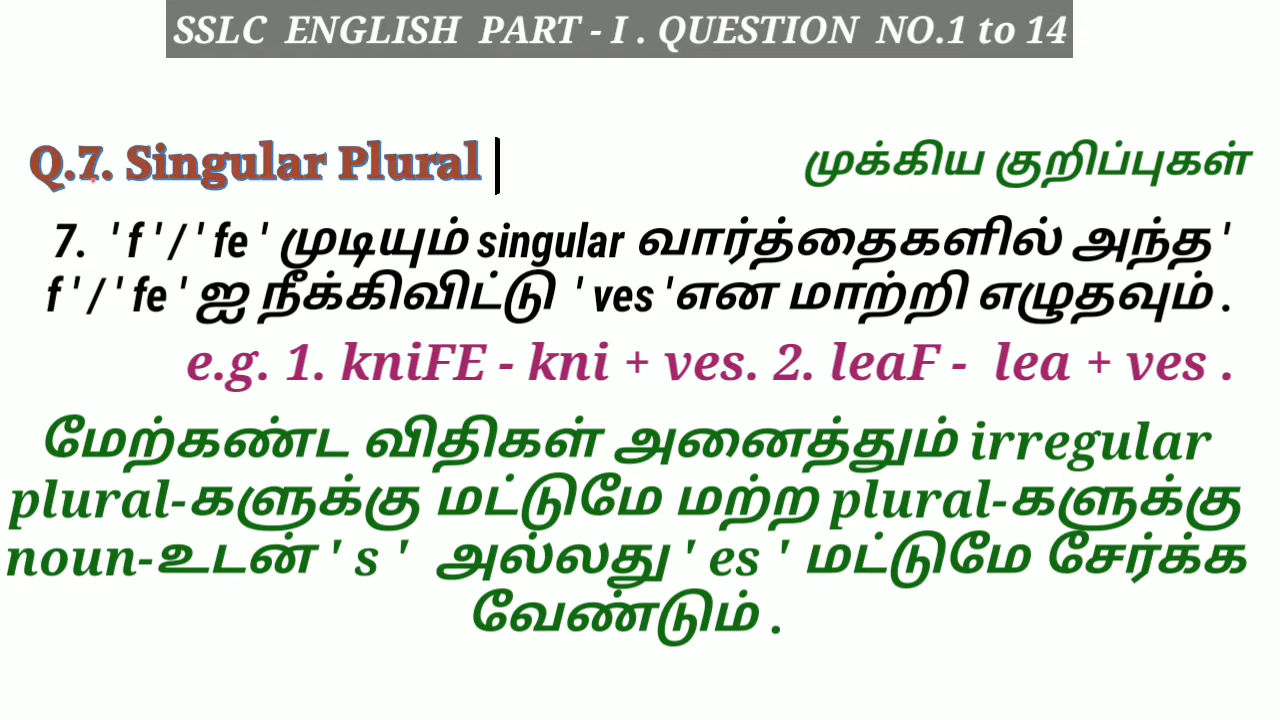 SSLC ENGLISH PART - I . QUESTION NO.1 to 14
Q.7. Singular Plural
முக்கிய குறிப்புகள்
7. ' f ' / ' fe ' முடியும் singular வார்த்தைகளில் அந்த '
f ' / ' fe ' ஐ நீக்கிவிட்டு ' ves 'என மாற்றி எழுதவும் .
e.g. 1. kniFE - kni + ves. 2. leaF - lea + ves .
மேற்கண்ட விதிகள் அனைத்தும் irregular
plural-களுக்கு மட்டுமே மற்ற plural-களுக்கு
noun-உடன் ' s ' அல்லது ' es ' மட்டுமே சேர்க்க
வேண்டும் .